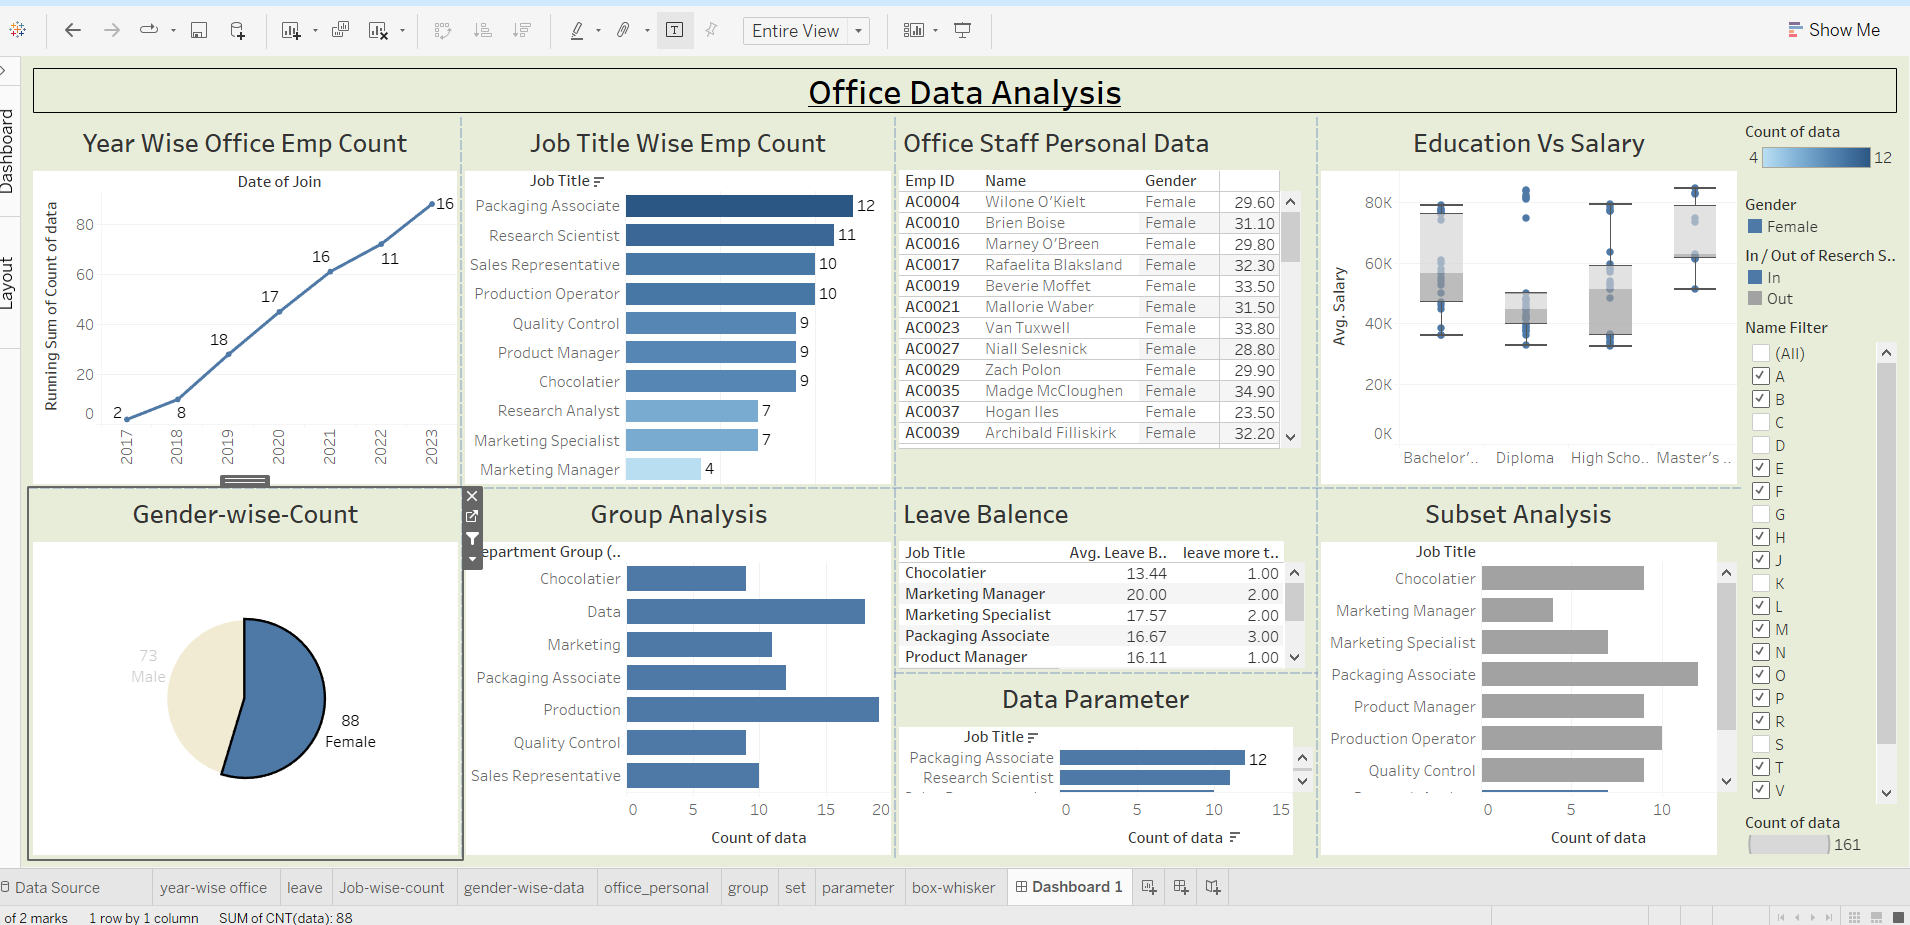 Entire View
Show Me
Dashboard
Layout
Office Data Analysis
Year Wise Office Emp Count
Date of Join
Running Sum of Count of data
80
60
40
20
0
2
8
18
17
16
11
16
2017
2018
2019
2020
2021
2022
2023
Job Title Wise Emp Count
Job Title
Packaging Associate 12
Research Scientist 11
Sales Representative 10
Production Operator 10
Quality Control 9
Product Manager 9
Chocolatier 9
Research Analyst 7
Marketing Specialist 7
Marketing Manager 4
Office Staff Personal Data
Emp ID Name Gender
AC0004 Wilone O'Kielt Female 29.60
AC0010 Brien Boise Female 31.10
AC0016 Marney O'Breen Female 29.80
AC0017 Rafaelita Blaksland Female 32.30
AC0019 Beverie Moffet Female 33.50
AC0021 Mallorie Waber Female 31.50
AC0023 Van Tuxwell Female 33.80
AC0027 Niall Selesnick Female 28.80
AC0029 Zach Polon Female 29.90
AC0035 Madge McCloughen Female 34.90
AC0037 Hogan Iles Female 23.50
AC0039 Archibald Filliskirk Female 32.20
Education Vs Salary
Avg. Salary
80K
60K
40K
20K
0K
Bachelor'.. Diploma High Scho.. Master's ..
Count of data
4 12
Gender
Female
In / Out of Reserch S..
In
Out
Name Filter
(All)
A
B
C
D
E
F
G
H
J
K
L
M
N
O
P
R
S
T
V
Count of data
161
Gender-wise-Count
73
Male
88
Female
Group Analysis
epartment Group (..
Chocolatier
Data
Marketing
Packaging Associate
Production
Quality Control
Sales Representative
0 5 10 15 20
Count of data
Leave Balence
Job Title Avg. Leave B.. leave more t..
Chocolatier 13.44 1.00
Marketing Manager 20.00 2.00
Marketing Specialist 17.57 2.00
Packaging Associate 16.67 3.00
Product Manager 16.11 1.00
Data Parameter
Job Title
Packaging Associate 12
Research Scientist
0 5 10 15
Count of data
Subset Analysis
Job Title
Chocolatier
Marketing Manager
Marketing Specialist
Packaging Associate
Product Manager
Production Operator
Quality Control
0 5 10
Count of data
Data Source
year-wise office
leave
Job-wise-count
gender-wise-data
office_personal
group
set
parameter
box-whisker
Dashboard 1
of 2 marks 1 row by 1 column SUM of CNT(data): 88